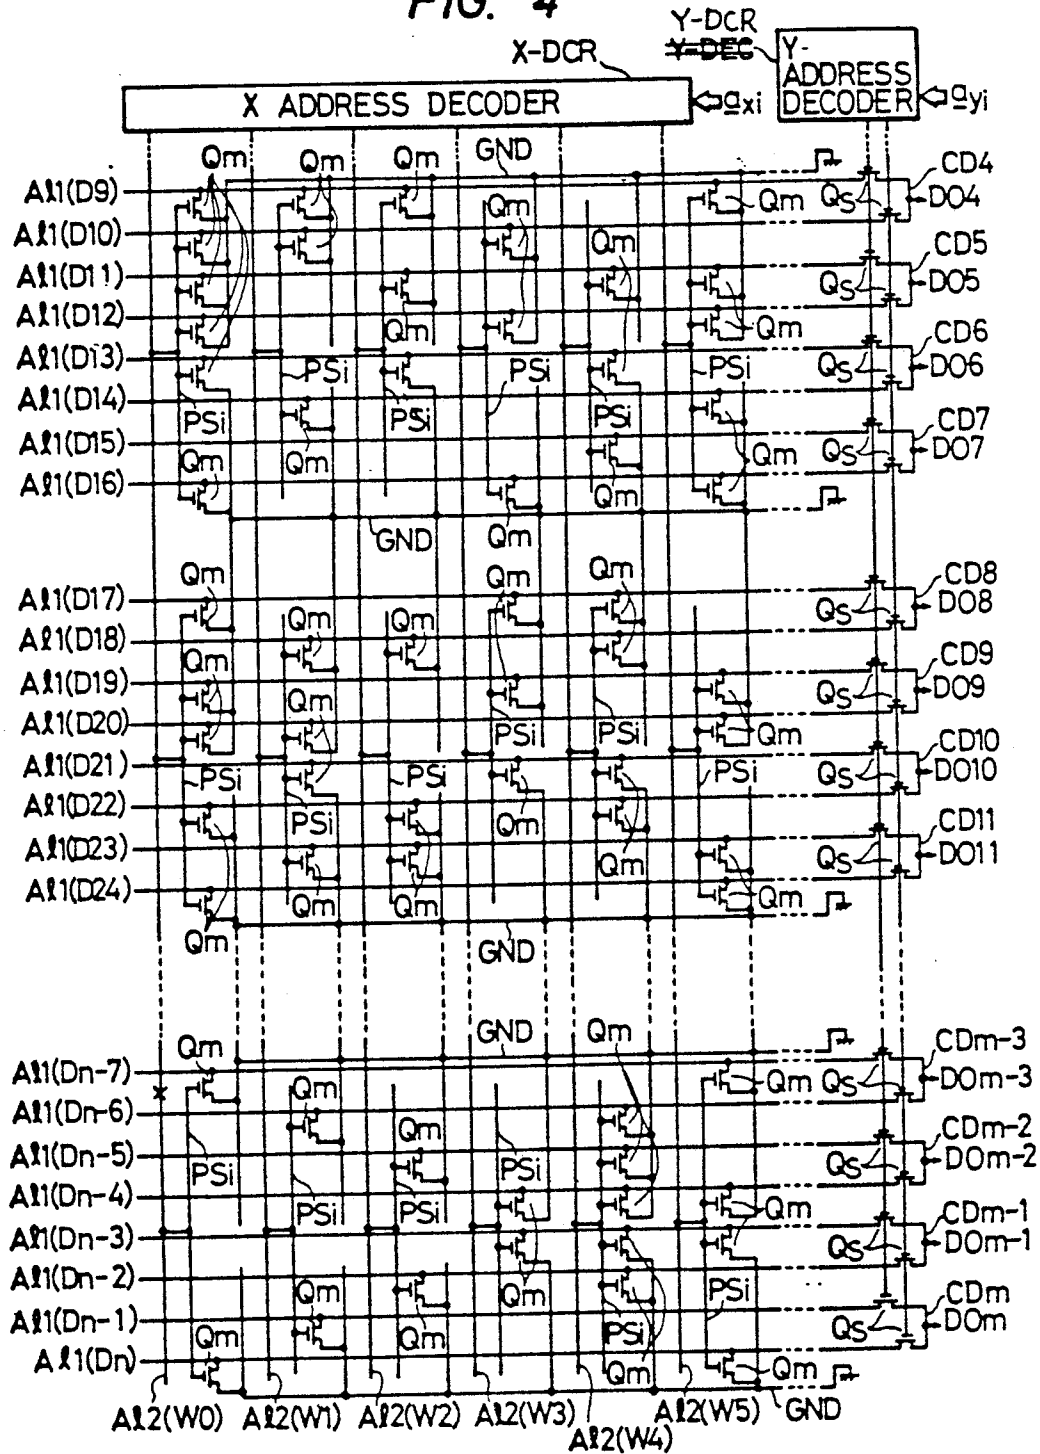 FIG. 4
Y-DCR
X-DCR Y-DEC Y-
ADDRESS
X ADDRESS DECODER axi DECODER ayi
Qm Qm Qm GND CD4
Al1(D9) Qm Qm QS DO4
Al1(D10) Qm CD5
Al1(D11) QS DO5
Al1(D12) Qm Qm CD6
Al1(D13) PSi PSi PSi QS DO6
Al1(D14) PSi PSi PSi CD7
Al1(D15) Qm Qm Qm QS DO7
Al1(D16) Qm Qm
GND Qm
Qm Qm Qm CD8
Al1(D17) Qm Qm QS DO8
Al1(D18) Qm CD9
Al1(D19) Qm QS DO9
Al1(D20) PSi PSi Qm CD10
Al1(D21) PSi PSi PSi QS DO10
Al1(D22) PSi Qm CD11
Al1(D23) Qm QS DO11
Al1(D24) Qm Qm Qm
Qm GND
GND Qm
Qm CDm-3
Al1(Dn-7) Qm Qm QS DOm-3
Al1(Dn-6) Qm CDm-2
Al1(Dn-5) PSi PSi QS DOm-2
Al1(Dn-4) PSi PSi Qm CDm-1
Al1(Dn-3) QS DOm-1
Al1(Dn-2) Qm Qm PSi CDm
Al1(Dn-1) Qm Qm PSi QS DOm
Al1(Dn) Qm Qm
Al2(W0) Al2(W1) Al2(W2) Al2(W3) Al2(W5) GND
Al2(W4)